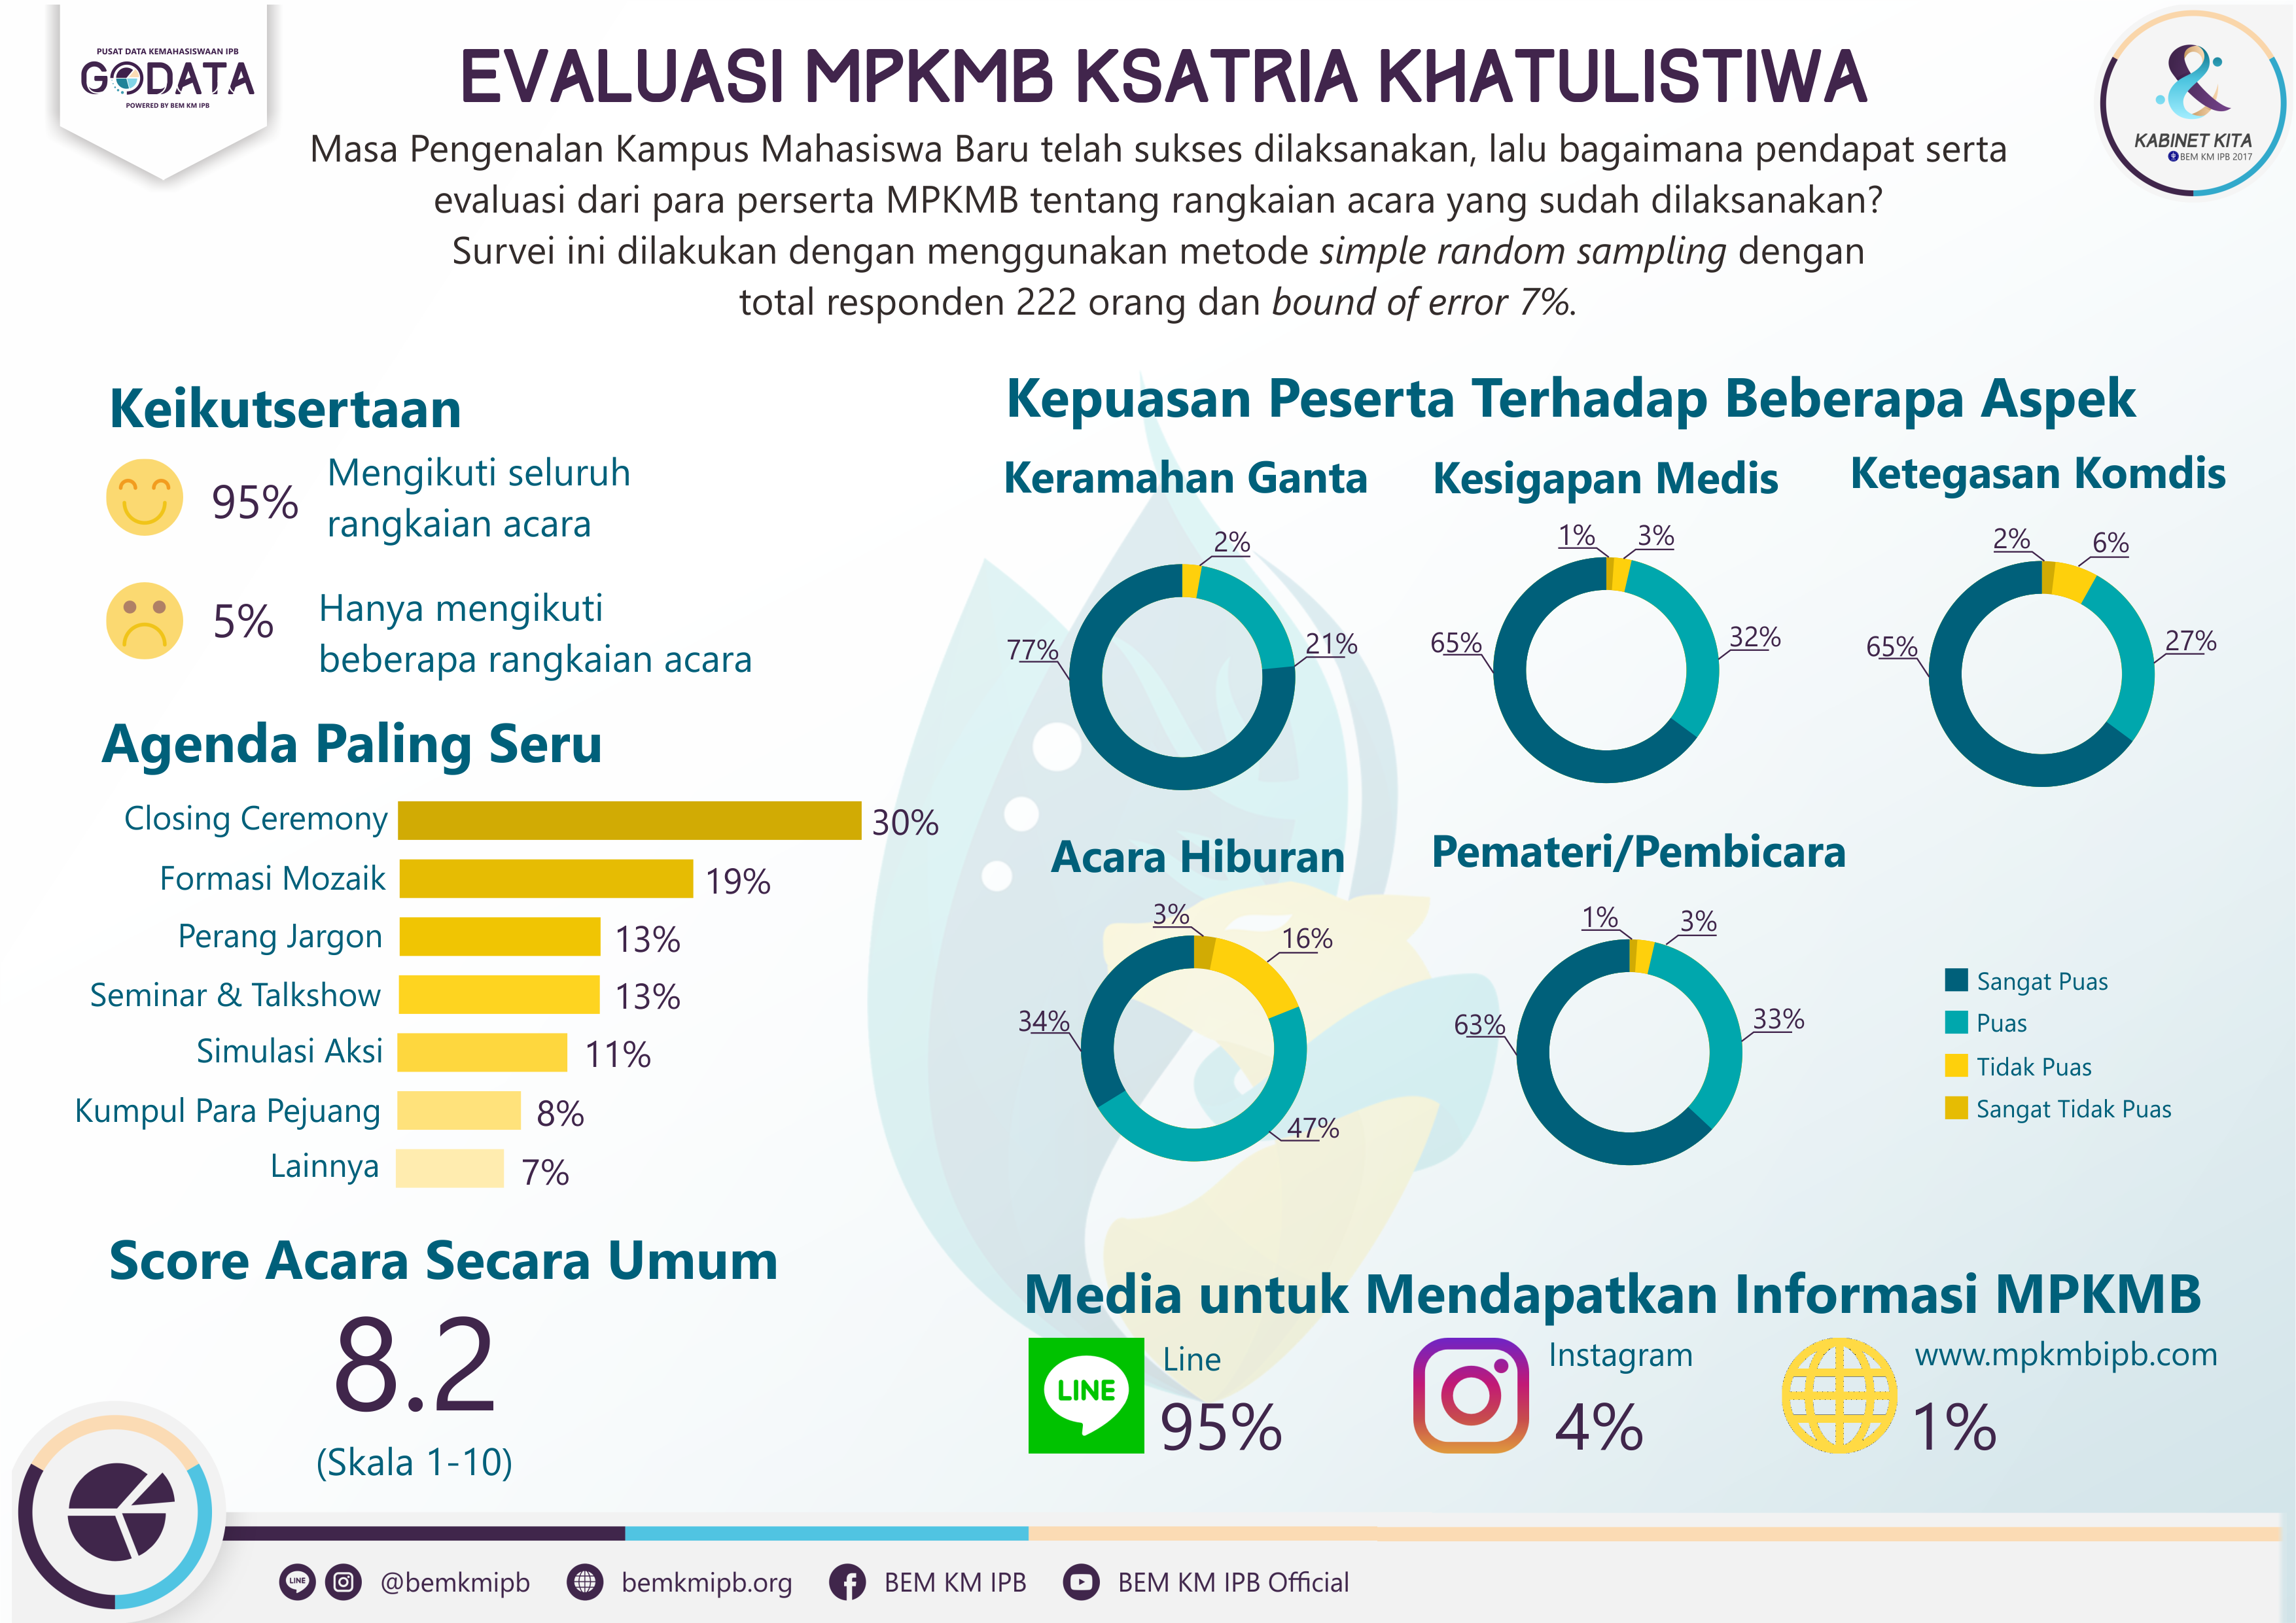 PUSAT DATA KEMAHASISWAAN IPB
GODATA
POWERED BY BEM KM IPB
EVALUASI MPKMB KSATRIA KHATULISTIWA
Masa Pengenalan Kampus Mahasiswa Baru telah sukses dilaksanakan, lalu bagaimana pendapat serta
evaluasi dari para perserta MPKMB tentang rangkaian acara yang sudah dilaksanakan?
Survei ini dilakukan dengan menggunakan metode simple random sampling dengan
total responden 222 orang dan bound of error 7%.
KABINET KITA
BEM KM IPB 2017
Keikutsertaan
95%
Mengikuti seluruh
rangkaian acara
5%
Hanya mengikuti
beberapa rangkaian acara
Agenda Paling Seru
Closing Ceremony 30%
Formasi Mozaik 19%
Perang Jargon 13%
Seminar & Talkshow 13%
Simulasi Aksi 11%
Kumpul Para Pejuang 8%
Lainnya 7%
Score Acara Secara Umum
8.2
(Skala 1-10)
Kepuasan Peserta Terhadap Beberapa Aspek
Keramahan Ganta
2%
77%
21%
Kesigapan Medis
1%
3%
65%
32%
Ketegasan Komdis
2%
6%
65%
27%
Acara Hiburan
3%
16%
34%
47%
Pemateri/Pembicara
1%
3%
63%
33%
Sangat Puas
Puas
Tidak Puas
Sangat Tidak Puas
Media untuk Mendapatkan Informasi MPKMB
LINE
Line
95%
Instagram
4%
www.mpkmbipb.com
1%
LINE
@bemkmipb
bemkmipb.org
BEM KM IPB
BEM KM IPB Official